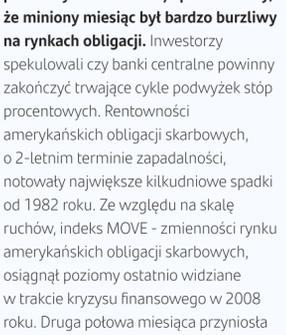 że miniony miesiąc był bardzo burzliwy
na rynkach obligacji. Inwestorzy
spekulowali czy banki centralne powinny
zakończyć trwające cykle podwyżek stóp
procentowych. Rentowności
amerykańskich obligacji skarbowych,
o 2-letnim terminie zapadalności,
notowały największe kilkudniowe spadki
od 1982 roku. Ze względu na skalę
ruchów, indeks MOVE - zmienności rynku
amerykańskich obligacji skarbowych,
osiągnął poziomy ostatnio widziane
w trakcie kryzysu finansowego w 2008
roku. Druga połowa miesiąca przyniosła